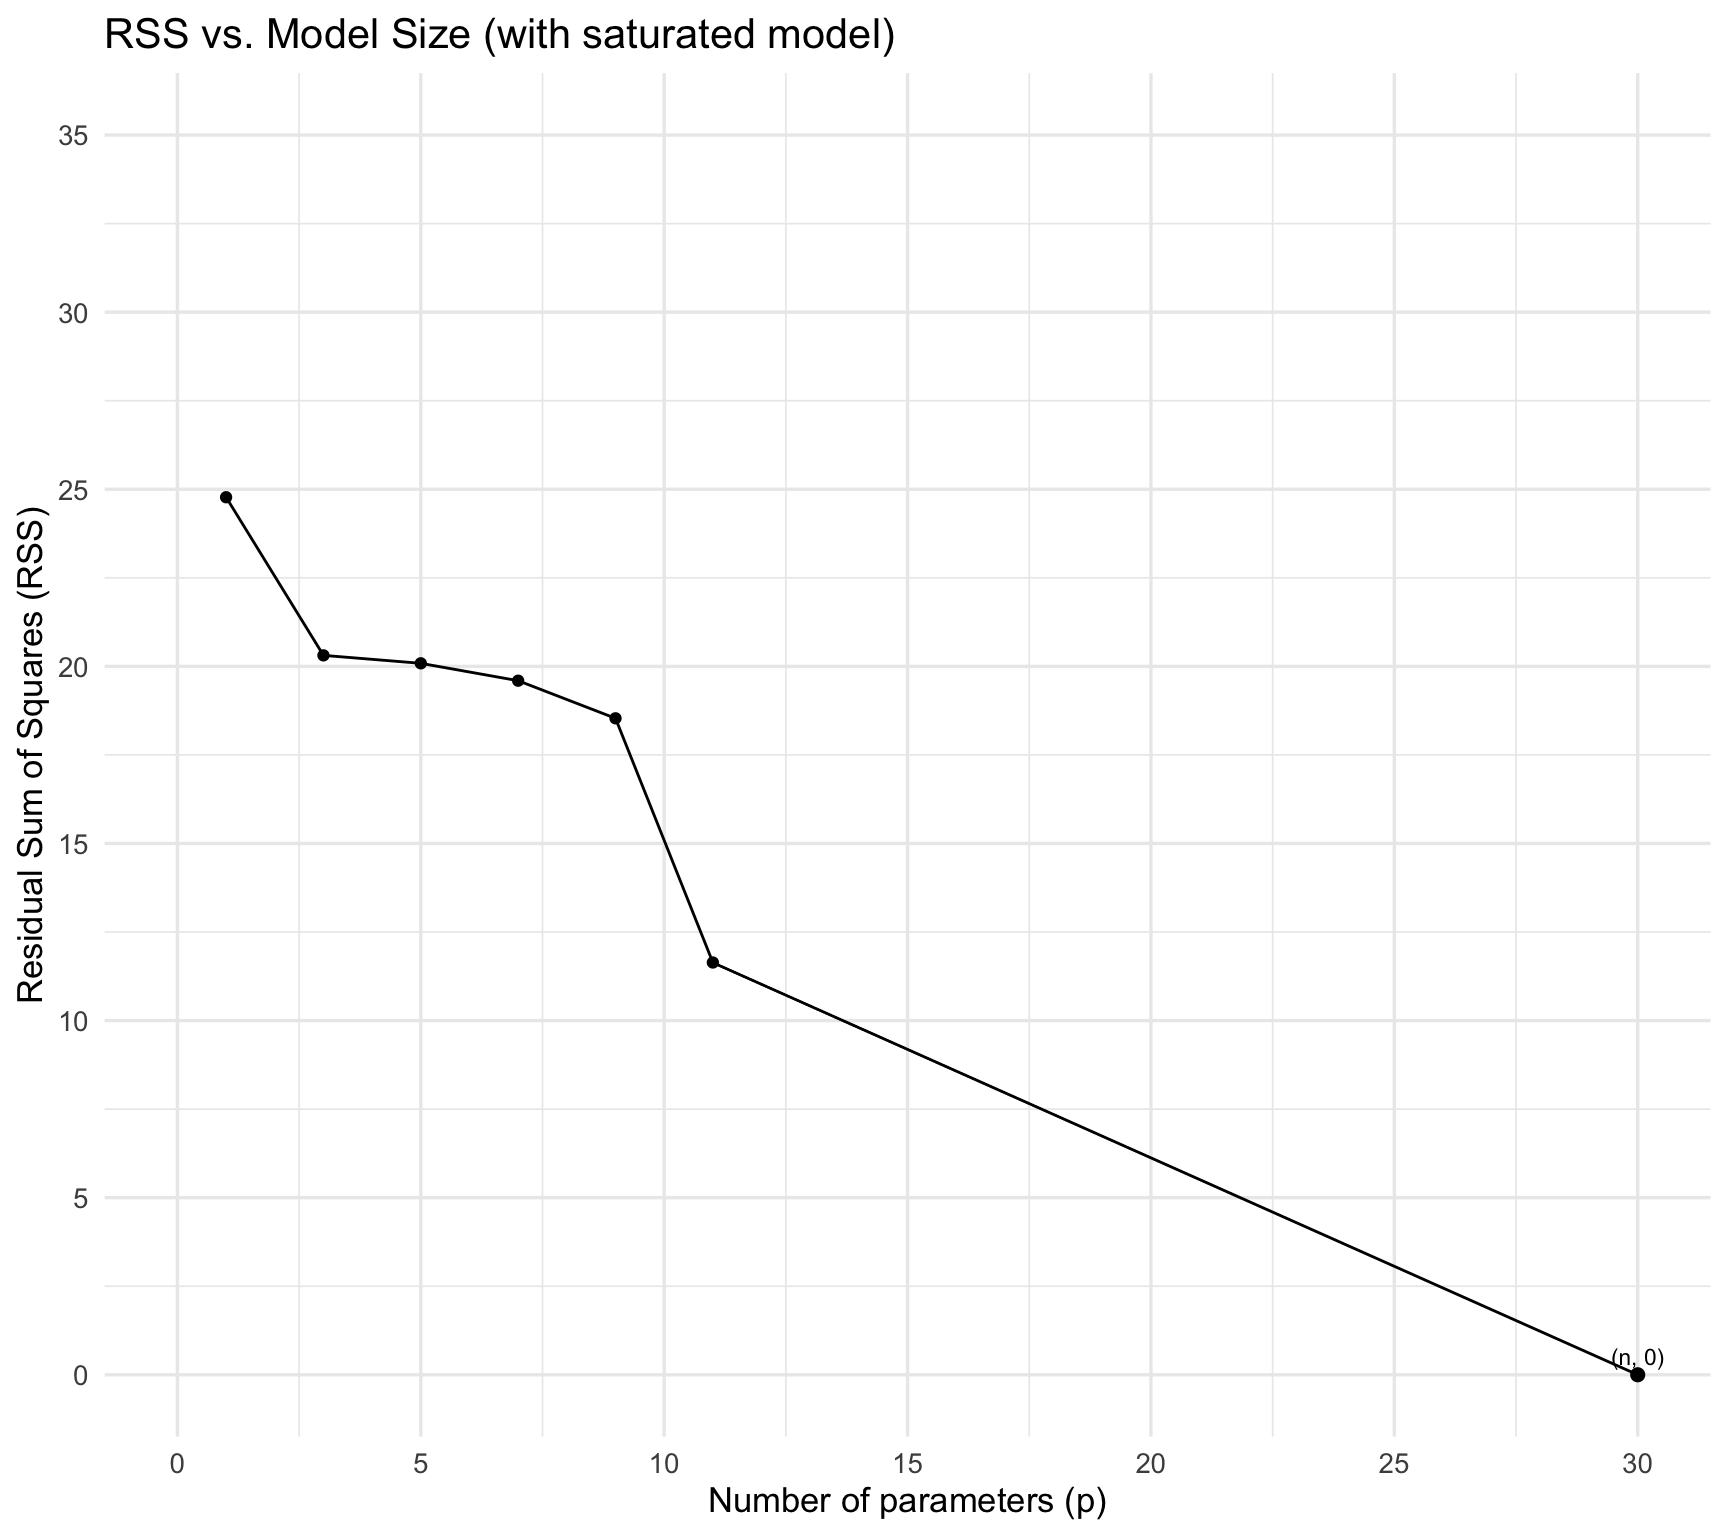 RSS vs. Model Size (with saturated model)
Residual Sum of Squares (RSS)
35
30
25
20
15
10
5
0
(n, 0)
0 5 10 15 20 25 30
Number of parameters (p)